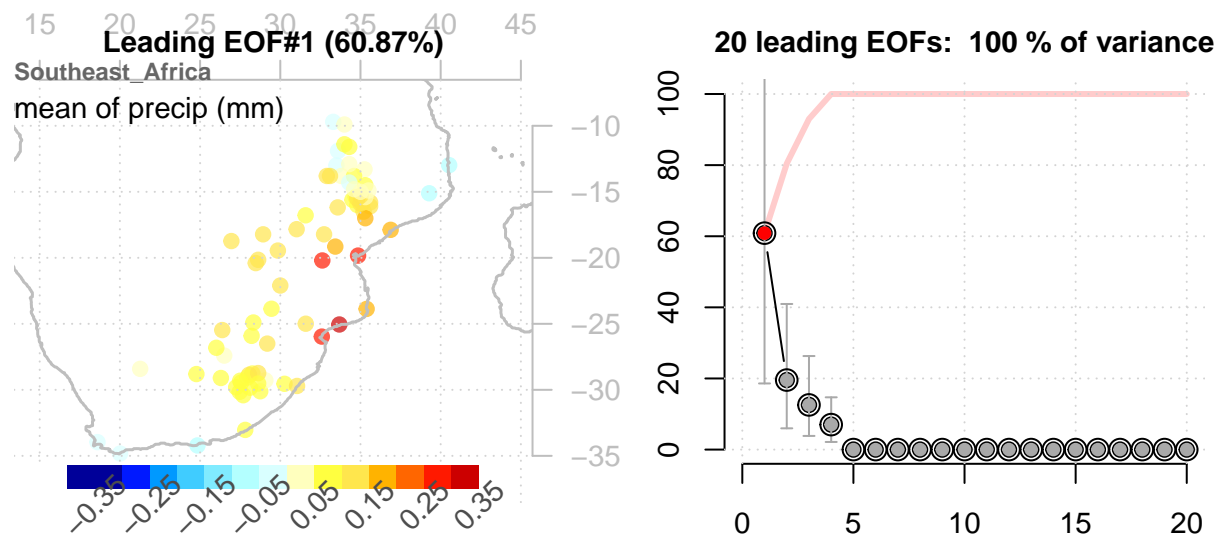 15 20 25 30 35 40 45
Leading EOF#1 (60.87%)
Southeast_Africa
mean of precip (mm)
−10
−15
−20
−25
−30
−35
−0.35 −0.25 −0.15 −0.05 0.05 0.15 0.25 0.35
20 leading EOFs: 100 % of variance
100
80
60
40
20
0
0 5 10 15 20